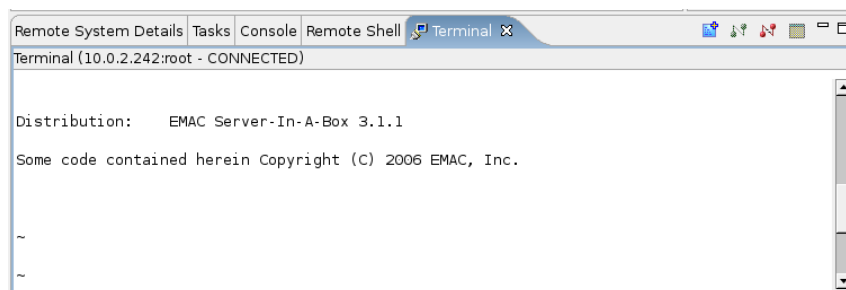 Remote System Details Tasks Console Remote Shell Terminal
Terminal (10.0.2.242:root - CONNECTED)
Distribution: EMAC Server-In-A-Box 3.1.1
Some code contained herein Copyright (C) 2006 EMAC, Inc.
~
~